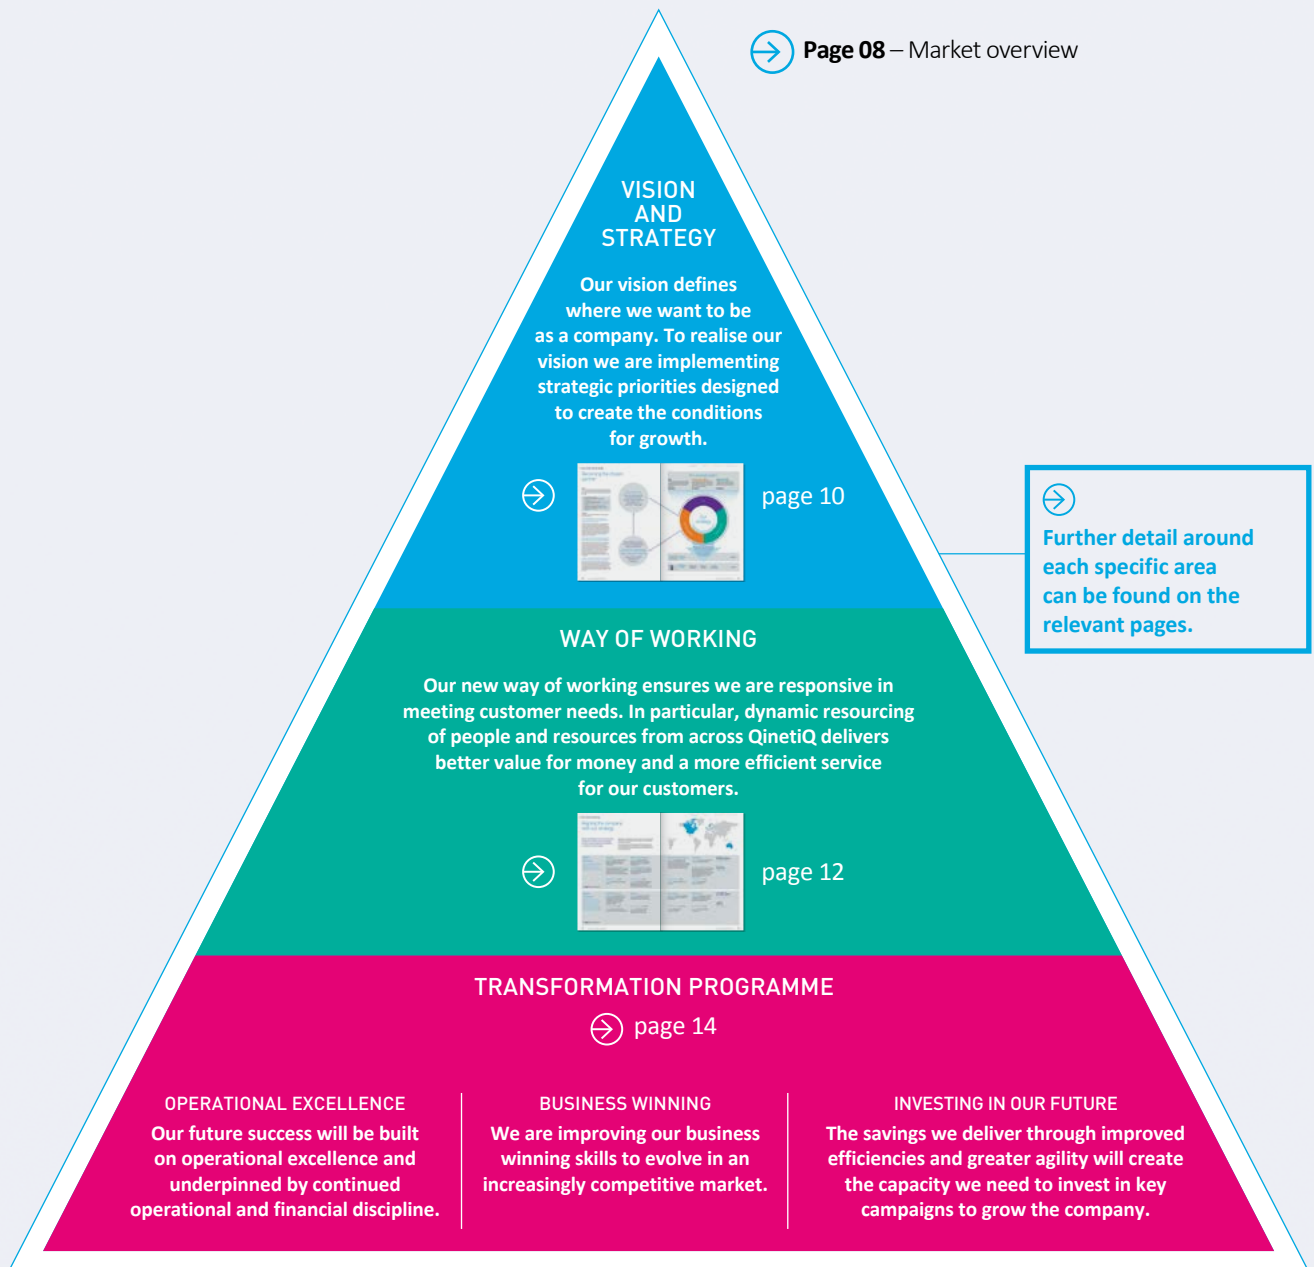 Page 08 – Market overview
VISION
AND
STRATEGY
Our vision defines
where we want to be
as a company. To realise our
vision we are implementing
strategic priorities designed
to create the conditions
for growth.
page 10
Further detail around
each specific area
can be found on the
relevant pages.
WAY OF WORKING
Our new way of working ensures we are responsive in
meeting customer needs. In particular, dynamic resourcing
of people and resources from across QinetiQ delivers
better value for money and a more efficient service
for our customers.
page 12
TRANSFORMATION PROGRAMME
page 14
OPERATIONAL EXCELLENCE
Our future success will be built
on operational excellence and
underpinned by continued
operational and financial discipline.
BUSINESS WINNING
We are improving our business
winning skills to evolve in an
increasingly competitive market.
INVESTING IN OUR FUTURE
The savings we deliver through improved
efficiencies and greater agility will create
the capacity we need to invest in key
campaigns to grow the company.